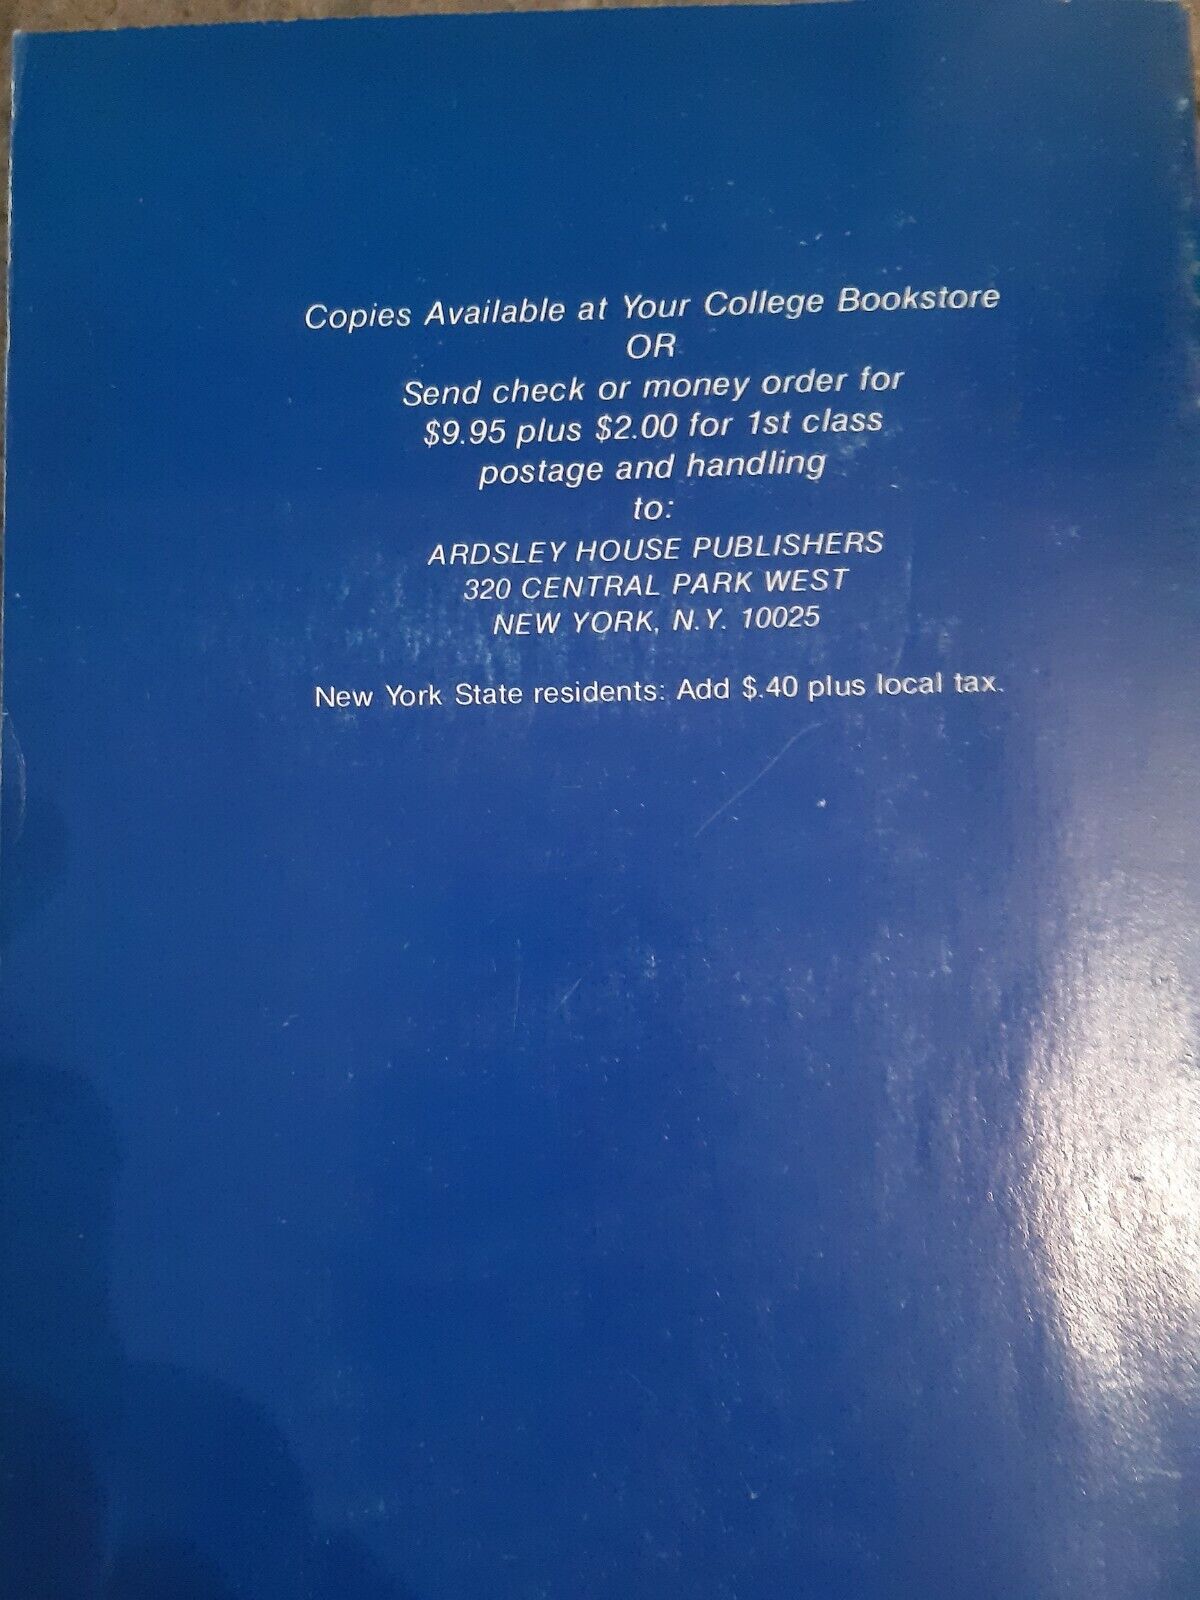 Copies Available at Your College Bookstore
OR
Send check or money order for
$9.95 plus $2.00 for 1st class
postage and handling
to:
ARDSLEY HOUSE PUBLISHERS
320 CENTRAL PARK WEST
NEW YORK, N.Y. 10025
New York State residents: Add $.40 plus local tax.